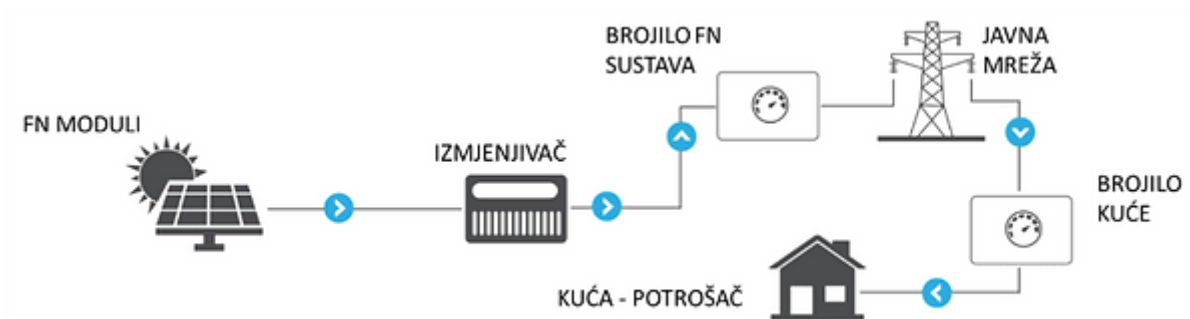 FN MODULI
IZMJENJIVAČ
BROJILO FN
SUSTAVA
JAVNA
MREŽA
BROJILO
KUĆE
KUĆA - POTROŠAČ